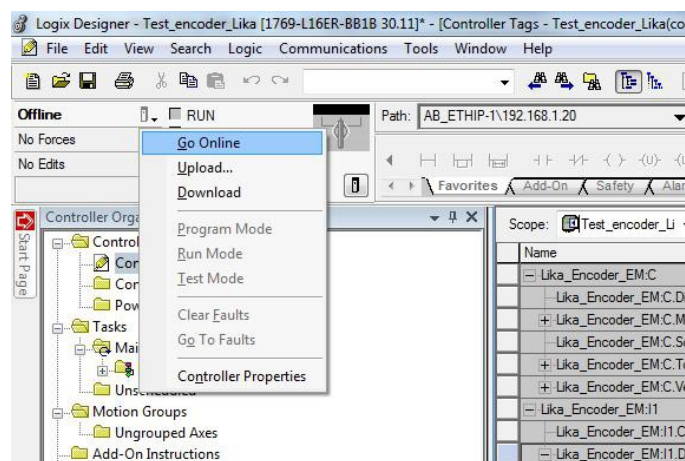 Logix Designer - Test_encoder_Lika [1769-L16ER-BB1B 30.11]* - [Controller Tags - Test_encoder_Lika(co
File Edit View Search Logic Communications Tools Window Help
Offline RUN
Path: AB_ETHIP-1\192.168.1.20
No Forces
No Edits
Go Online
Upload...
Download
Program Mode
Run Mode
Test Mode
Clear Faults
Go To Faults
Controller Properties
Favorites Add-On Safety Alar
Start Page
Controller Orga
Control
Con
Con
Pow
Tasks
Mai
Unscheduled
Motion Groups
Ungrouped Axes
Add-On Instructions
Scope: Test_encoder_Li
Name
Lika_Encoder_EM:C
Lika_Encoder_EM:C.Di
Lika_Encoder_EM:C.M
Lika_Encoder_EM:C.Se
Lika_Encoder_EM:C.To
Lika_Encoder_EM:C.Ve
Lika_Encoder_EM:I1
Lika_Encoder_EM:I1.C
Lika_Encoder_EM:I1.D